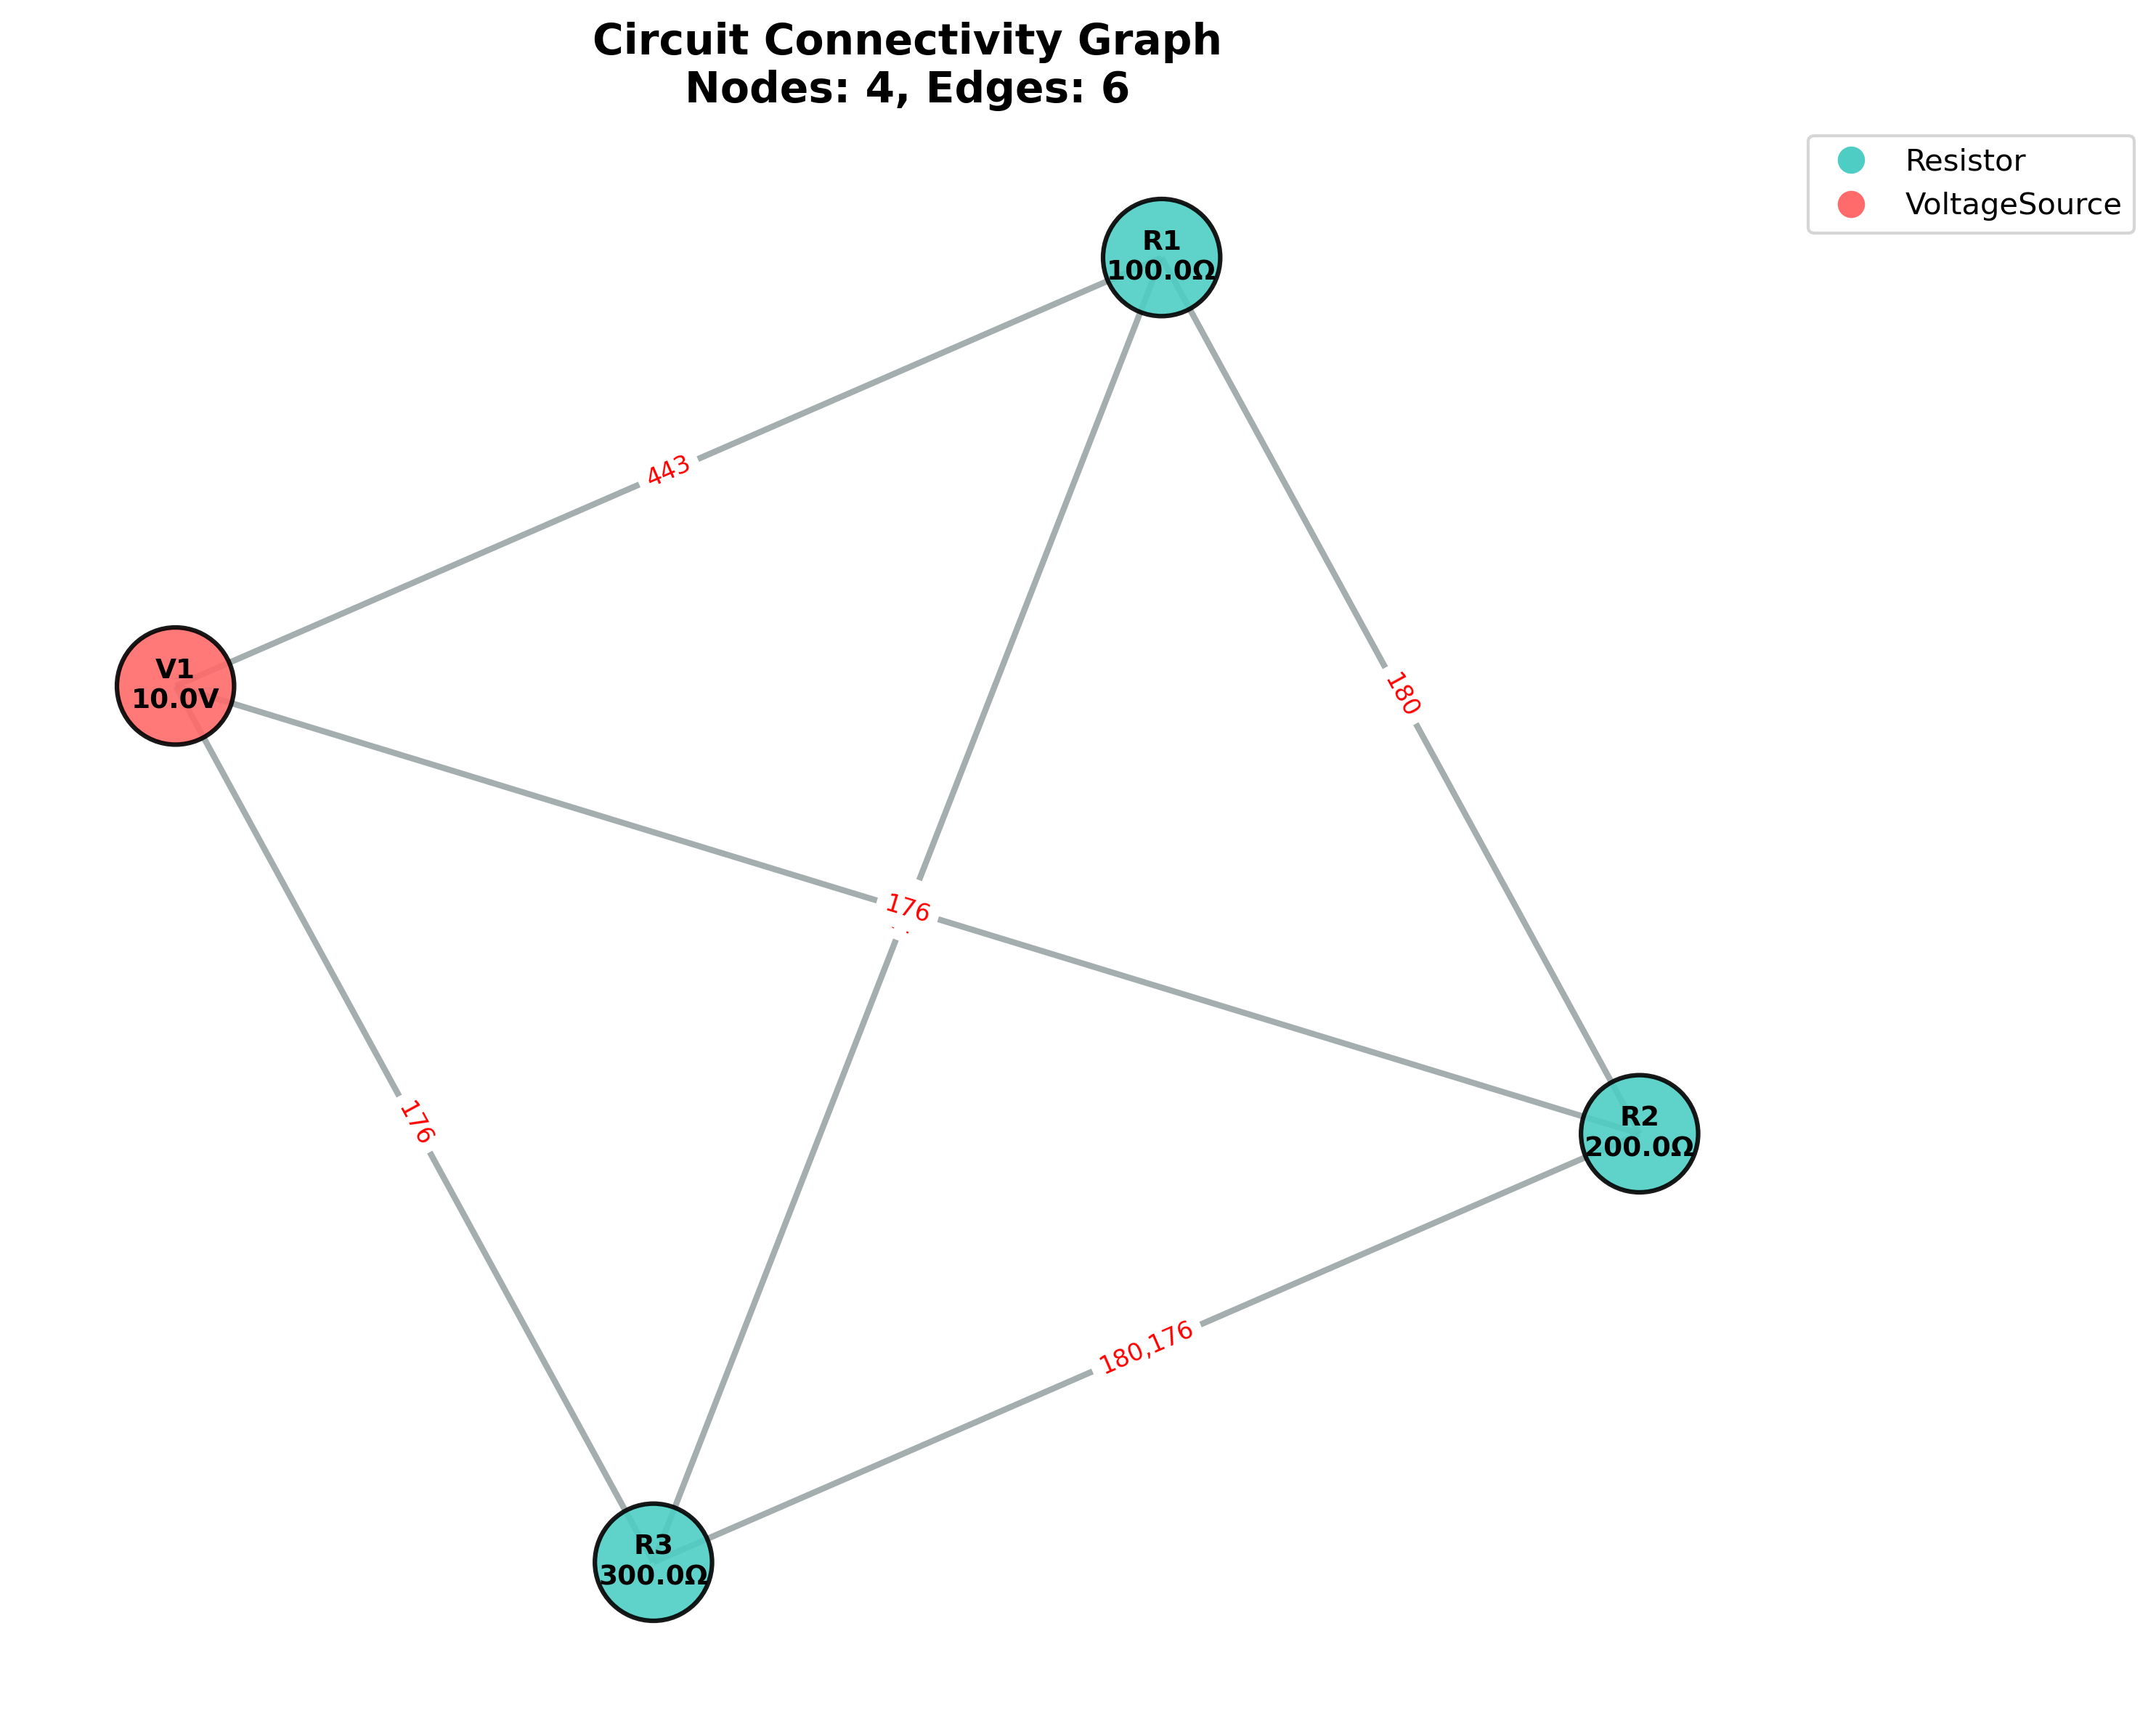 Circuit Connectivity Graph
Nodes: 4, Edges: 6
Resistor
VoltageSource
R1
100.0Ω
443
V1
10.0V
180
176
176
R2
200.0Ω
180,176
R3
300.0Ω